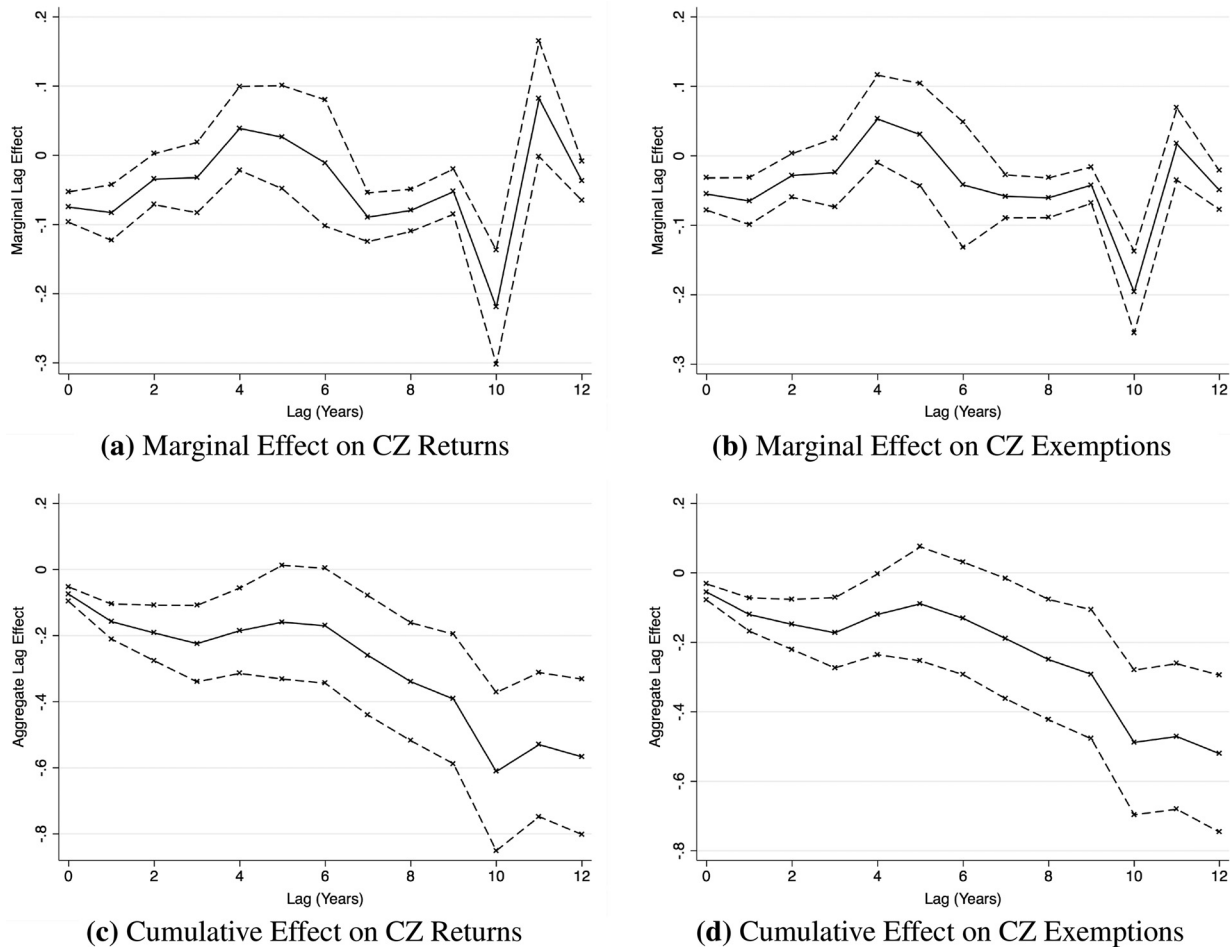 .2
.1
0
-.1
-.2
-.3
Marginal Lag Effect
0 2 4 6 8 10 12
Lag (Years)
(a) Marginal Effect on CZ Returns
.2
.1
0
-.1
-.2
-.3
Marginal Lag Effect
0 2 4 6 8 10 12
Lag (Years)
(b) Marginal Effect on CZ Exemptions
.2
0
-.2
-.4
-.6
-.8
Aggregate Lag Effect
0 2 4 6 8 10 12
Lag (Years)
(c) Cumulative Effect on CZ Returns
.2
0
-.2
-.4
-.6
-.8
Aggregate Lag Effect
0 2 4 6 8 10 12
Lag (Years)
(d) Cumulative Effect on CZ Exemptions